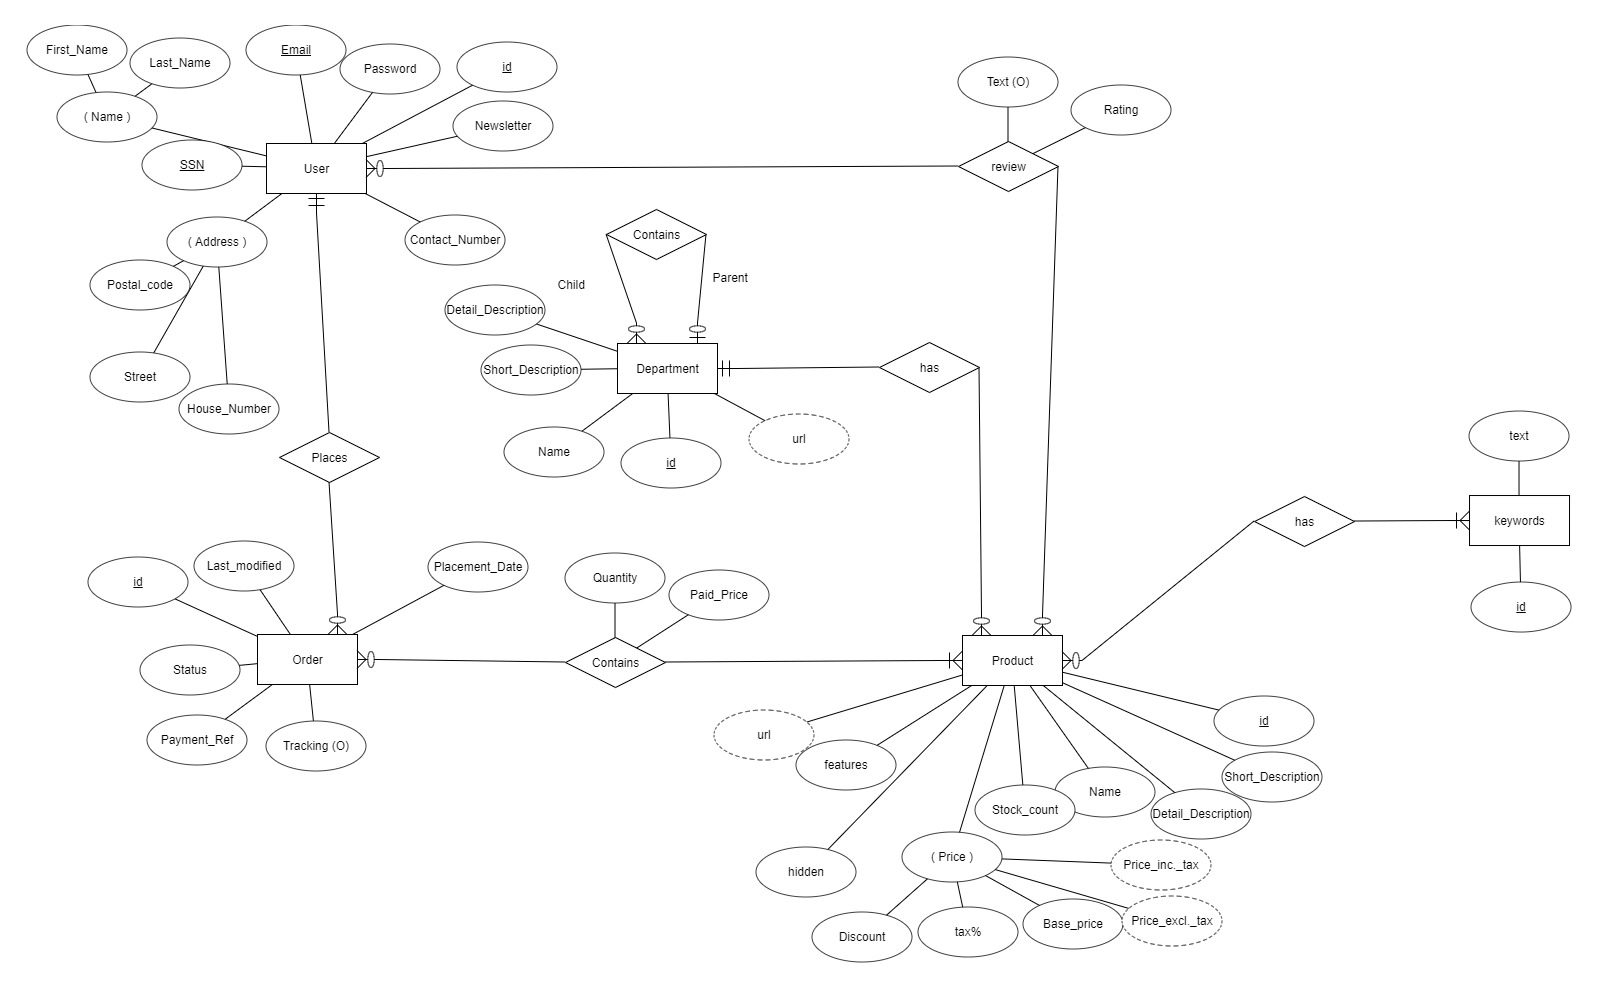 First_Name
Last_Name
Email
Password
id
( Name )
Newsletter
SSN
User
Text (O)
Rating
review
( Address )
Contact_Number
Postal_code
Street
House_Number
Contains
Child
Parent
Detail_Description
Short_Description
Department
has
Name
id
url
Places
text
has
keywords
id
id
Last_modified
Placement_Date
Quantity
Paid_Price
Status
Order
Contains
Product
Payment_Ref
Tracking (O)
url
features
id
Short_Description
Name
Stock_count
Detail_Description
hidden
( Price )
Price_inc._tax
Discount
tax%
Base_price
Price_excl._tax